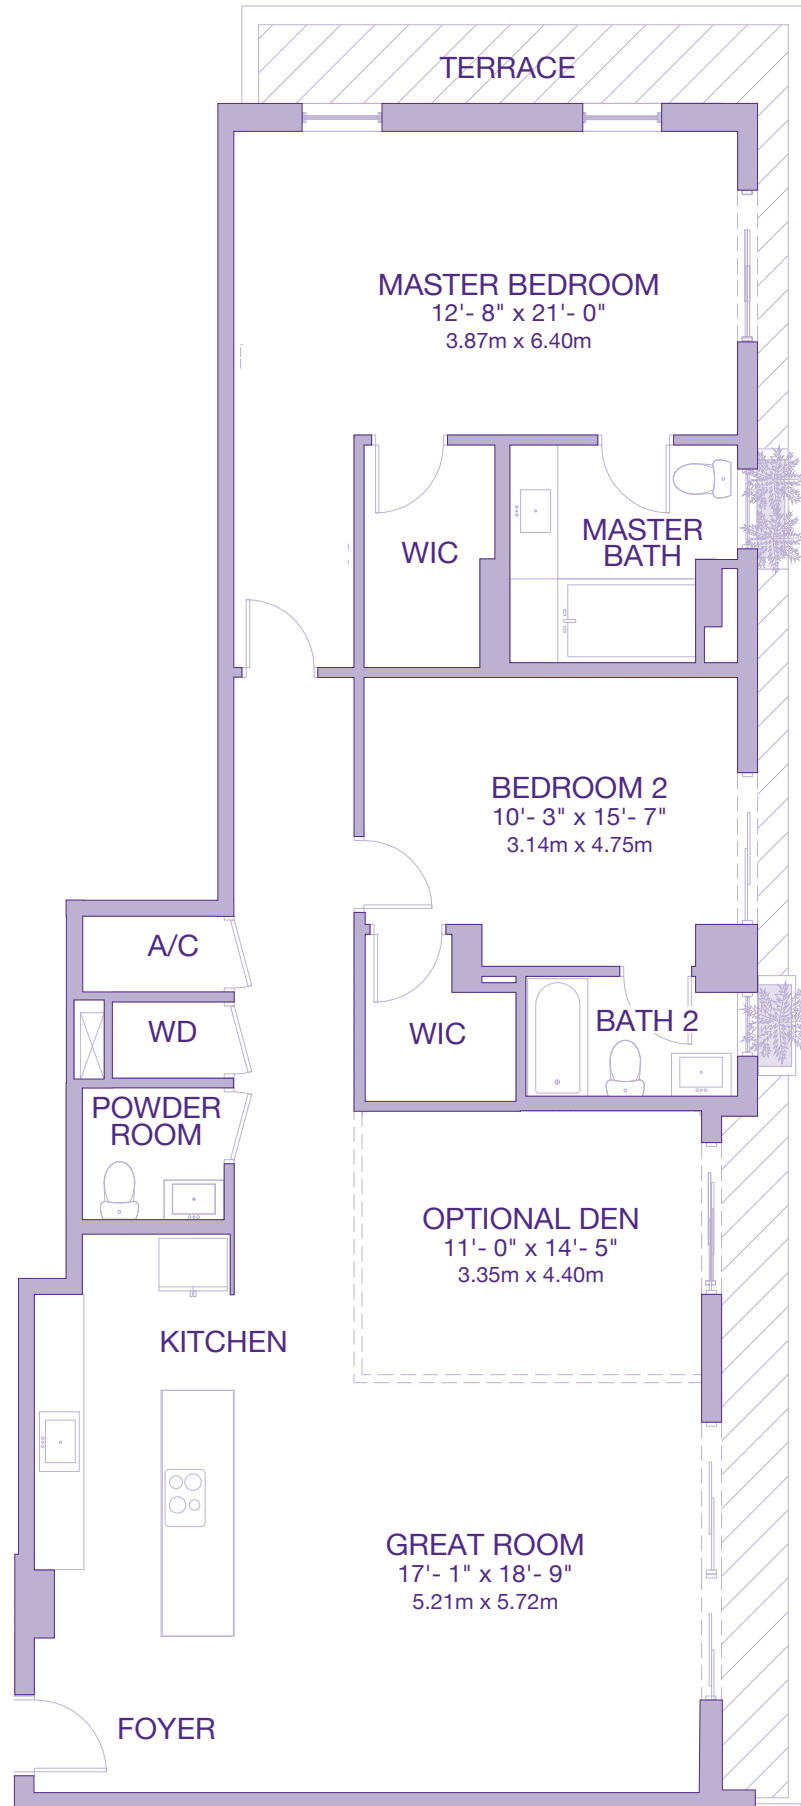 TERRACE
MASTER BEDROOM
12'- 8" x 21'- 0"
3.87m x 6.40m
WIC
MASTER
BATH
BEDROOM 2
10'- 3" x 15'- 7"
3.14m x 4.75m
A/C
WD
WIC
BATH 2
POWDER
ROOM
OPTIONAL DEN
11'- 0" x 14'- 5"
3.35m x 4.40m
KITCHEN
GREAT ROOM
17'- 1" x 18'- 9"
5.21m x 5.72m
FOYER